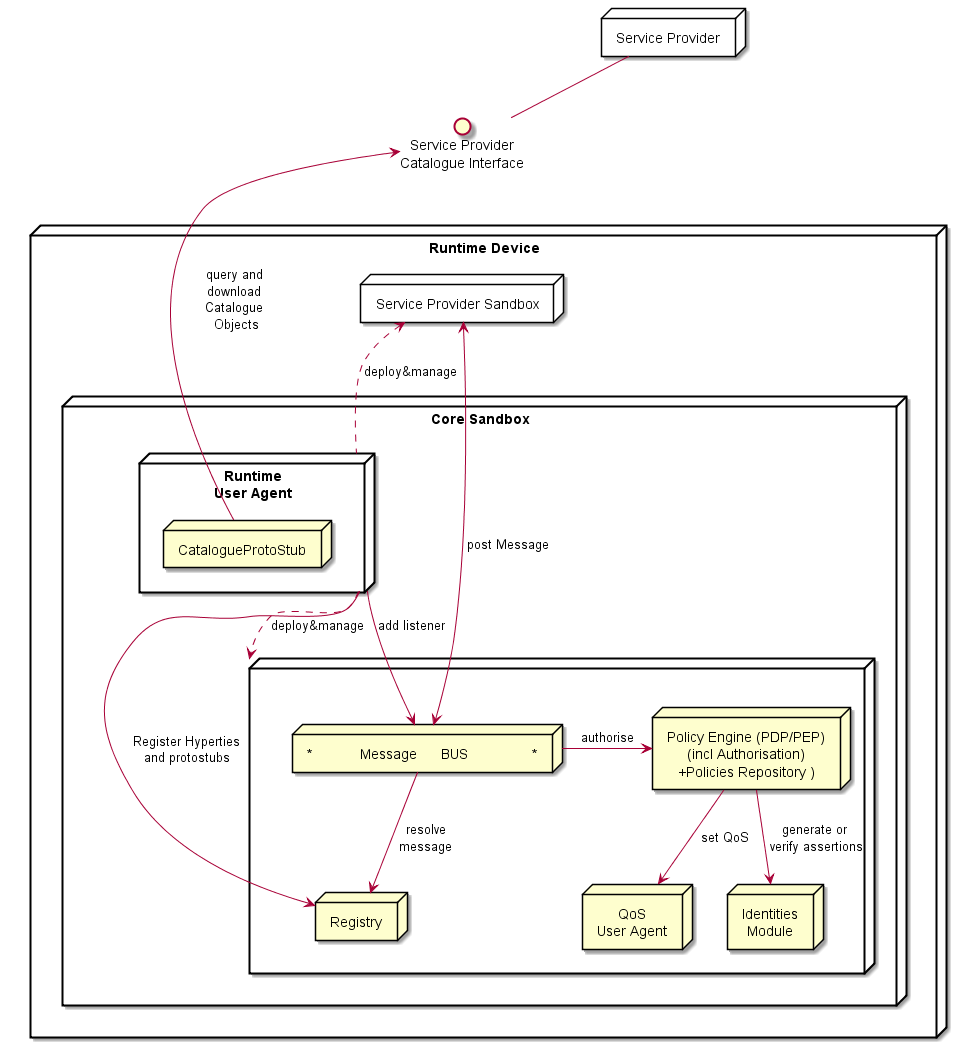 Service Provider
Service Provider
Catalogue Interface
Runtime Device
query and
download
Catalogue
Objects
Service Provider Sandbox
deploy&manage
Core Sandbox
Runtime
User Agent
CatalogueProtoStub
post Message
deploy&manage
add listener
Register Hyperties
and protostubs
* Message BUS *
authorise
Policy Engine (PDP/PEP)
(incl Authorisation)
+Policies Repository )
resolve
message
set QoS
generate or
verify assertions
Registry
QoS
User Agent
Identities
Module